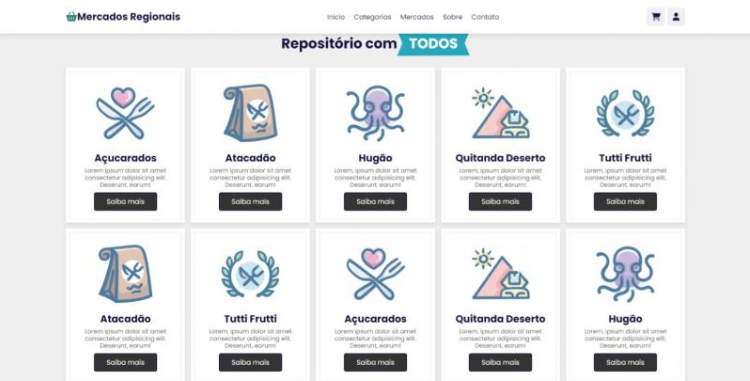 Mercados Regionais
Início Categorias Mercados Sobre Contato
Repositório com TODOS
Açucarados
Lorem ipsum dolor sit amet
consectetur adipisicing elit.
Deserunt, earum!
Saiba mais
Atacadão
Lorem ipsum dolor sit amet
consectetur adipisicing elit.
Deserunt, earum!
Saiba mais
Hugão
Lorem ipsum dolor sit amet
consectetur adipisicing elit.
Deserunt, earum!
Saiba mais
Quitanda Deserto
Lorem ipsum dolor sit amet
consectetur adipisicing elit.
Deserunt, earum!
Saiba mais
Tutti Frutti
Lorem ipsum dolor sit amet
consectetur adipisicing elit.
Deserunt, earum!
Saiba mais
Atacadão
Lorem ipsum dolor sit amet
consectetur adipisicing elit.
Deserunt, earum!
Saiba mais
Tutti Frutti
Lorem ipsum dolor sit amet
consectetur adipisicing elit.
Deserunt, earum!
Saiba mais
Açucarados
Lorem ipsum dolor sit amet
consectetur adipisicing elit.
Deserunt, earum!
Saiba mais
Quitanda Deserto
Lorem ipsum dolor sit amet
consectetur adipisicing elit.
Deserunt, earum!
Saiba mais
Hugão
Lorem ipsum dolor sit amet
consectetur adipisicing elit.
Deserunt, earum!
Saiba mais